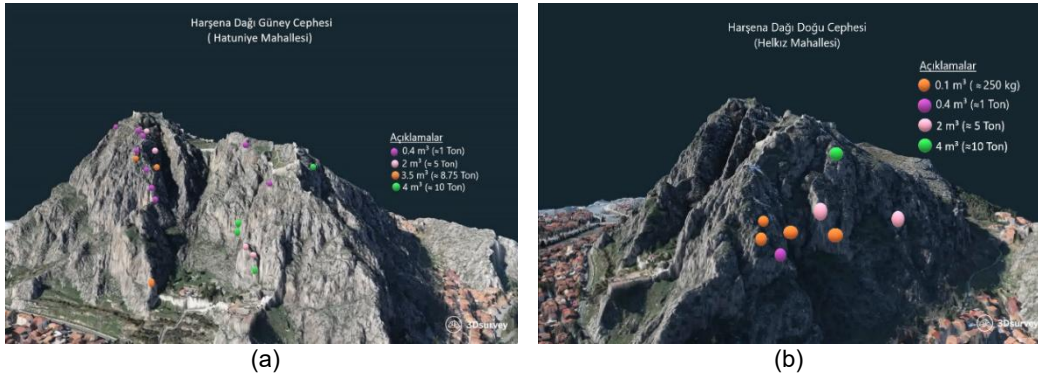 Harşena Dağı Güney Cephesi
( Hatuniye Mahallesi)
Açıklamalar
0.4 m³ (≈1 Ton)
2 m³ (≈ 5 Ton)
3.5 m³ (≈ 8.75 Ton)
4 m³ (≈ 10 Ton)
3Dsurvey
(a)
Harşena Dağı Doğu Cephesi
(Helkız Mahallesi)
Açıklamalar
0.1 m³ ( ≈ 250 kg)
0.4 m³ (≈1 Ton)
2 m³ (≈ 5 Ton)
4 m³ (≈10 Ton)
3Dsurvey
(b)